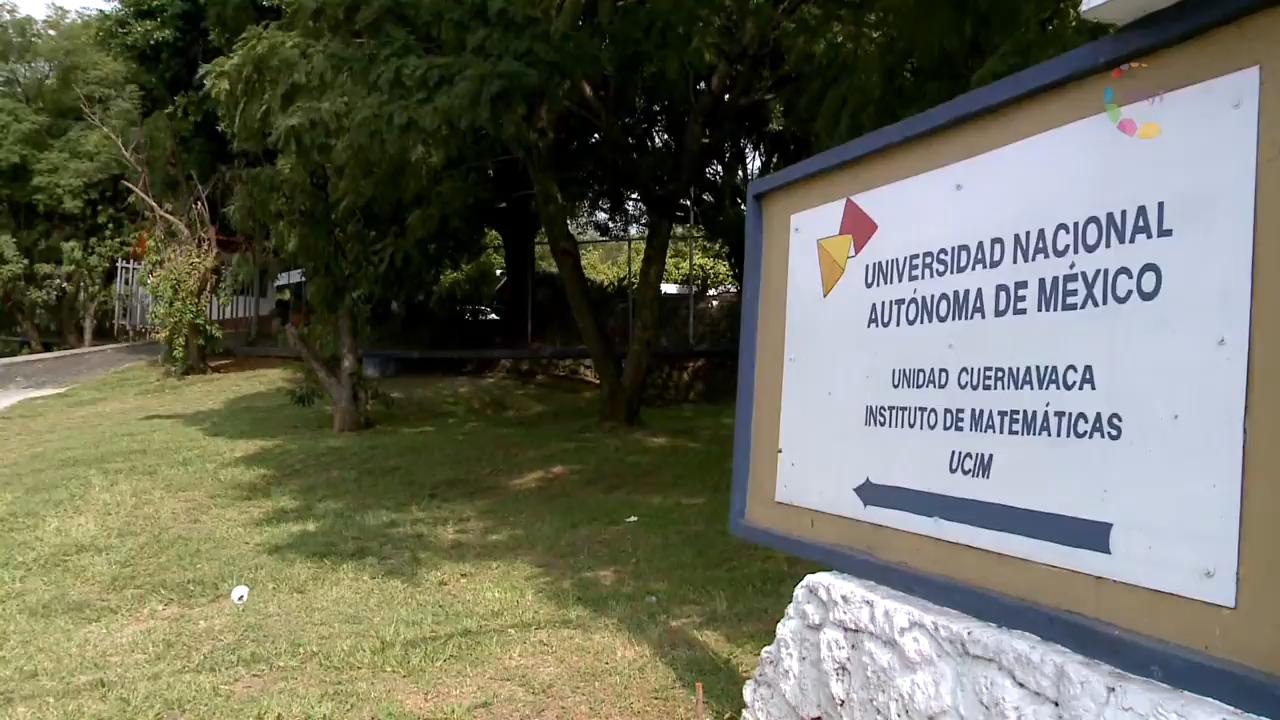 UNIVERSIDAD NACIONAL
AUTÓNOMA DE MÉXICO
UNIDAD CUERNAVACA
INSTITUTO DE MATEMÁTICAS
UCIM